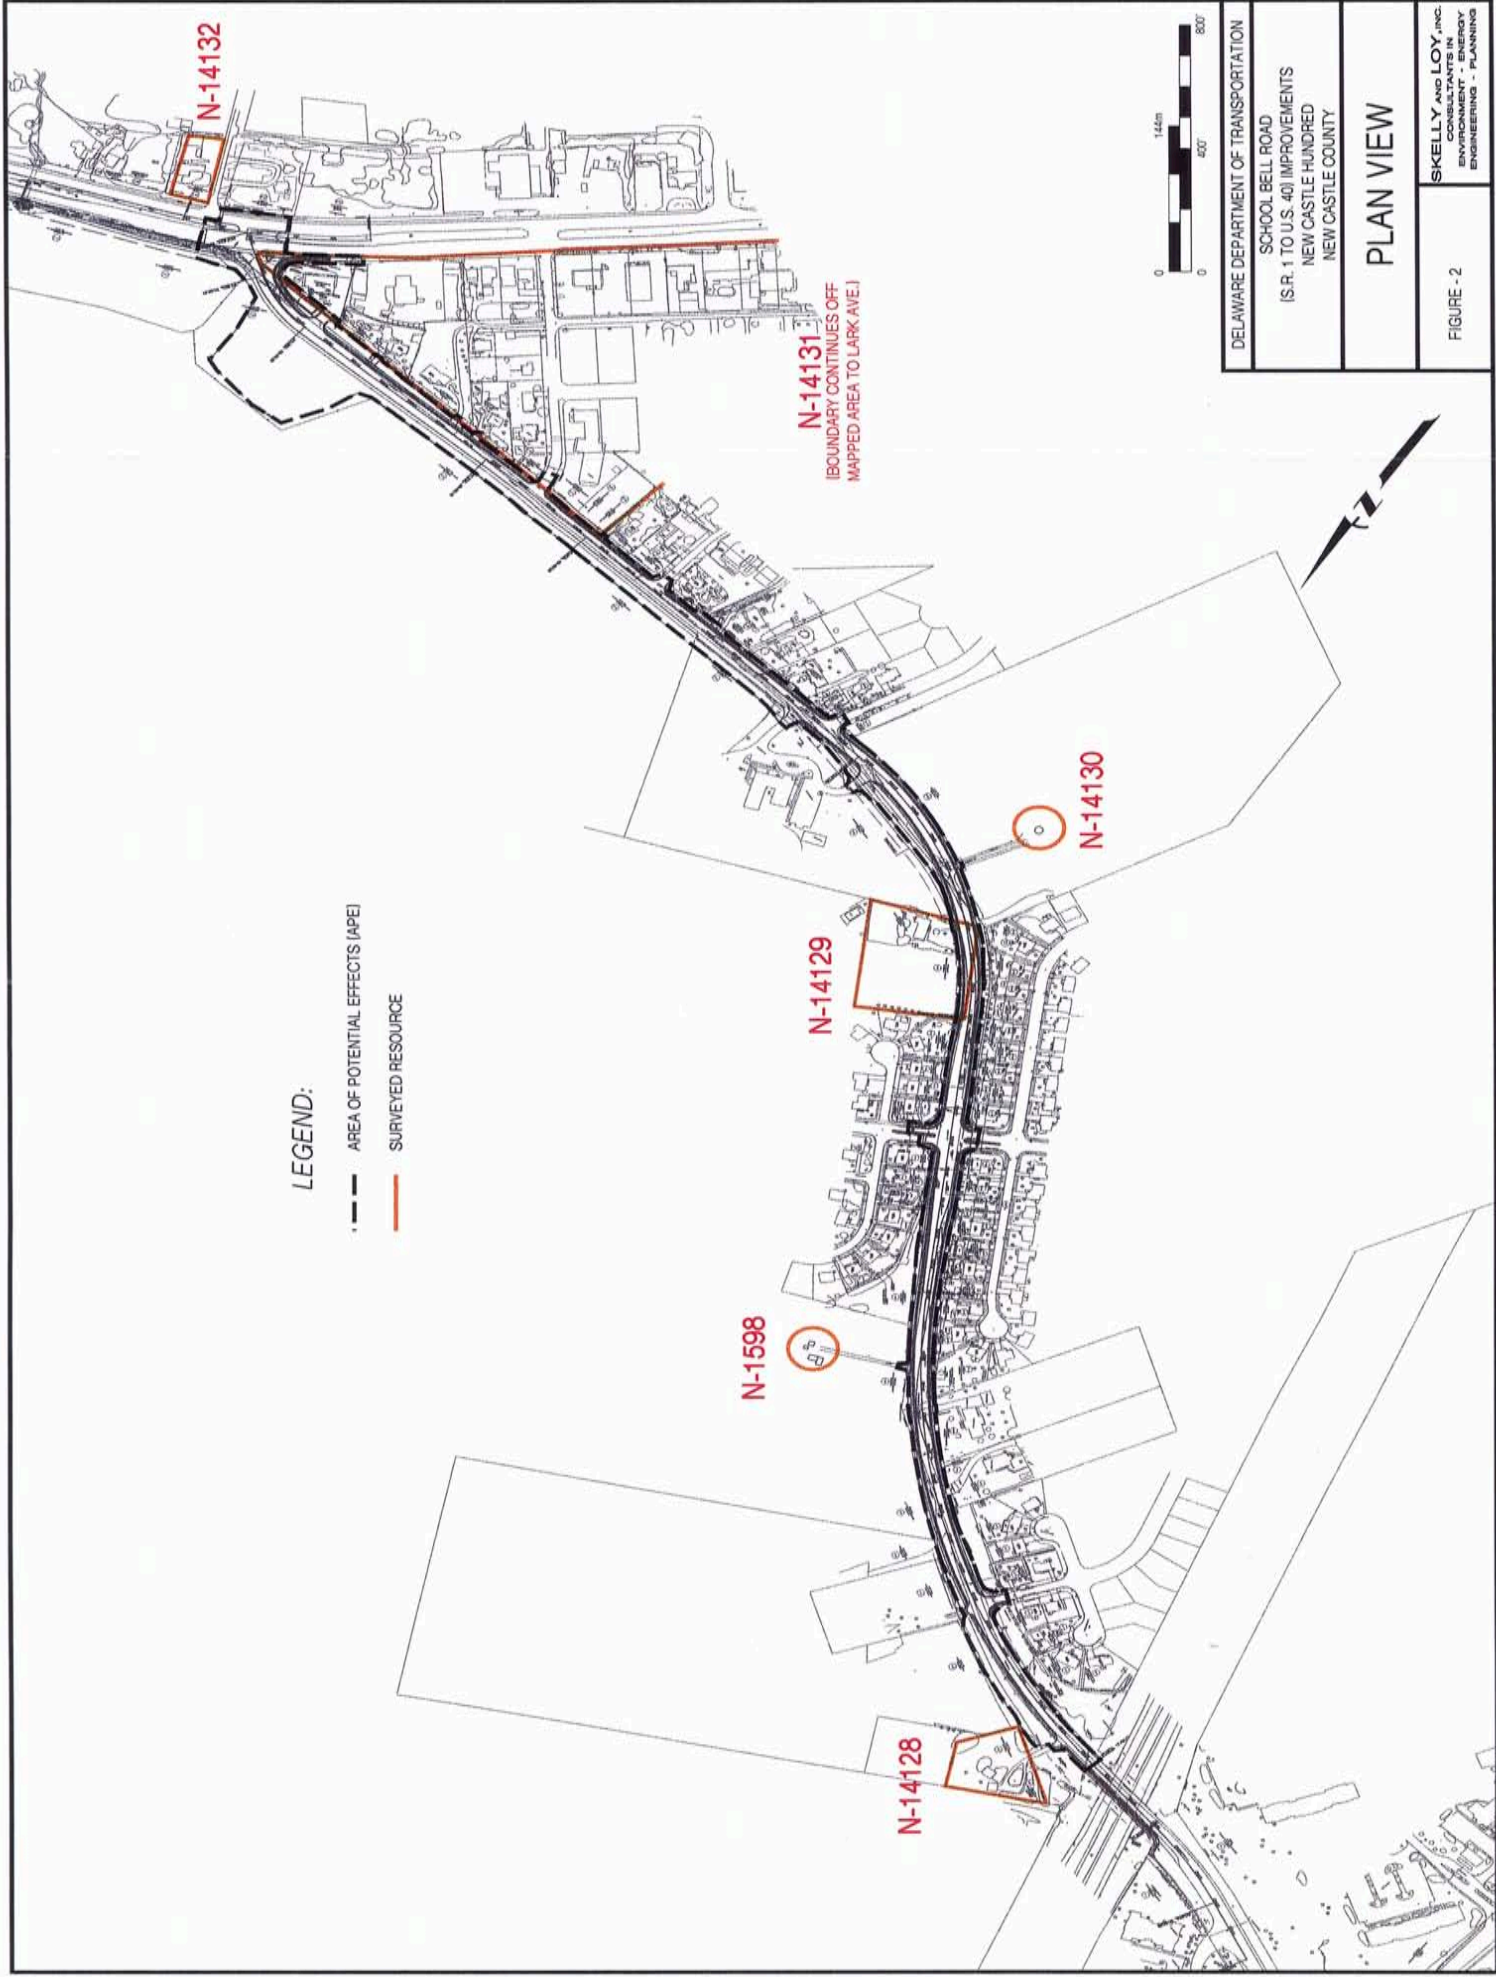 N-14132
N-14131
(BOUNDARY CONTINUES OFF
MAPPED AREA TO LARK AVE.)
N-14130
N-14129
N-1598
N-14128
LEGEND:
AREA OF POTENTIAL EFFECTS (APE)
SURVEYED RESOURCE
0 144m
0 400' 800'
DELAWARE DEPARTMENT OF TRANSPORTATION
SCHOOL BELL ROAD
(S.R. 1 TO U.S. 40) IMPROVEMENTS
NEW CASTLE HUNDRED
NEW CASTLE COUNTY
PLAN VIEW
FIGURE - 2
SKELLY AND LOY, INC.
CONSULTANTS IN
ENVIRONMENT - ENERGY
ENGINEERING - PLANNING
Z